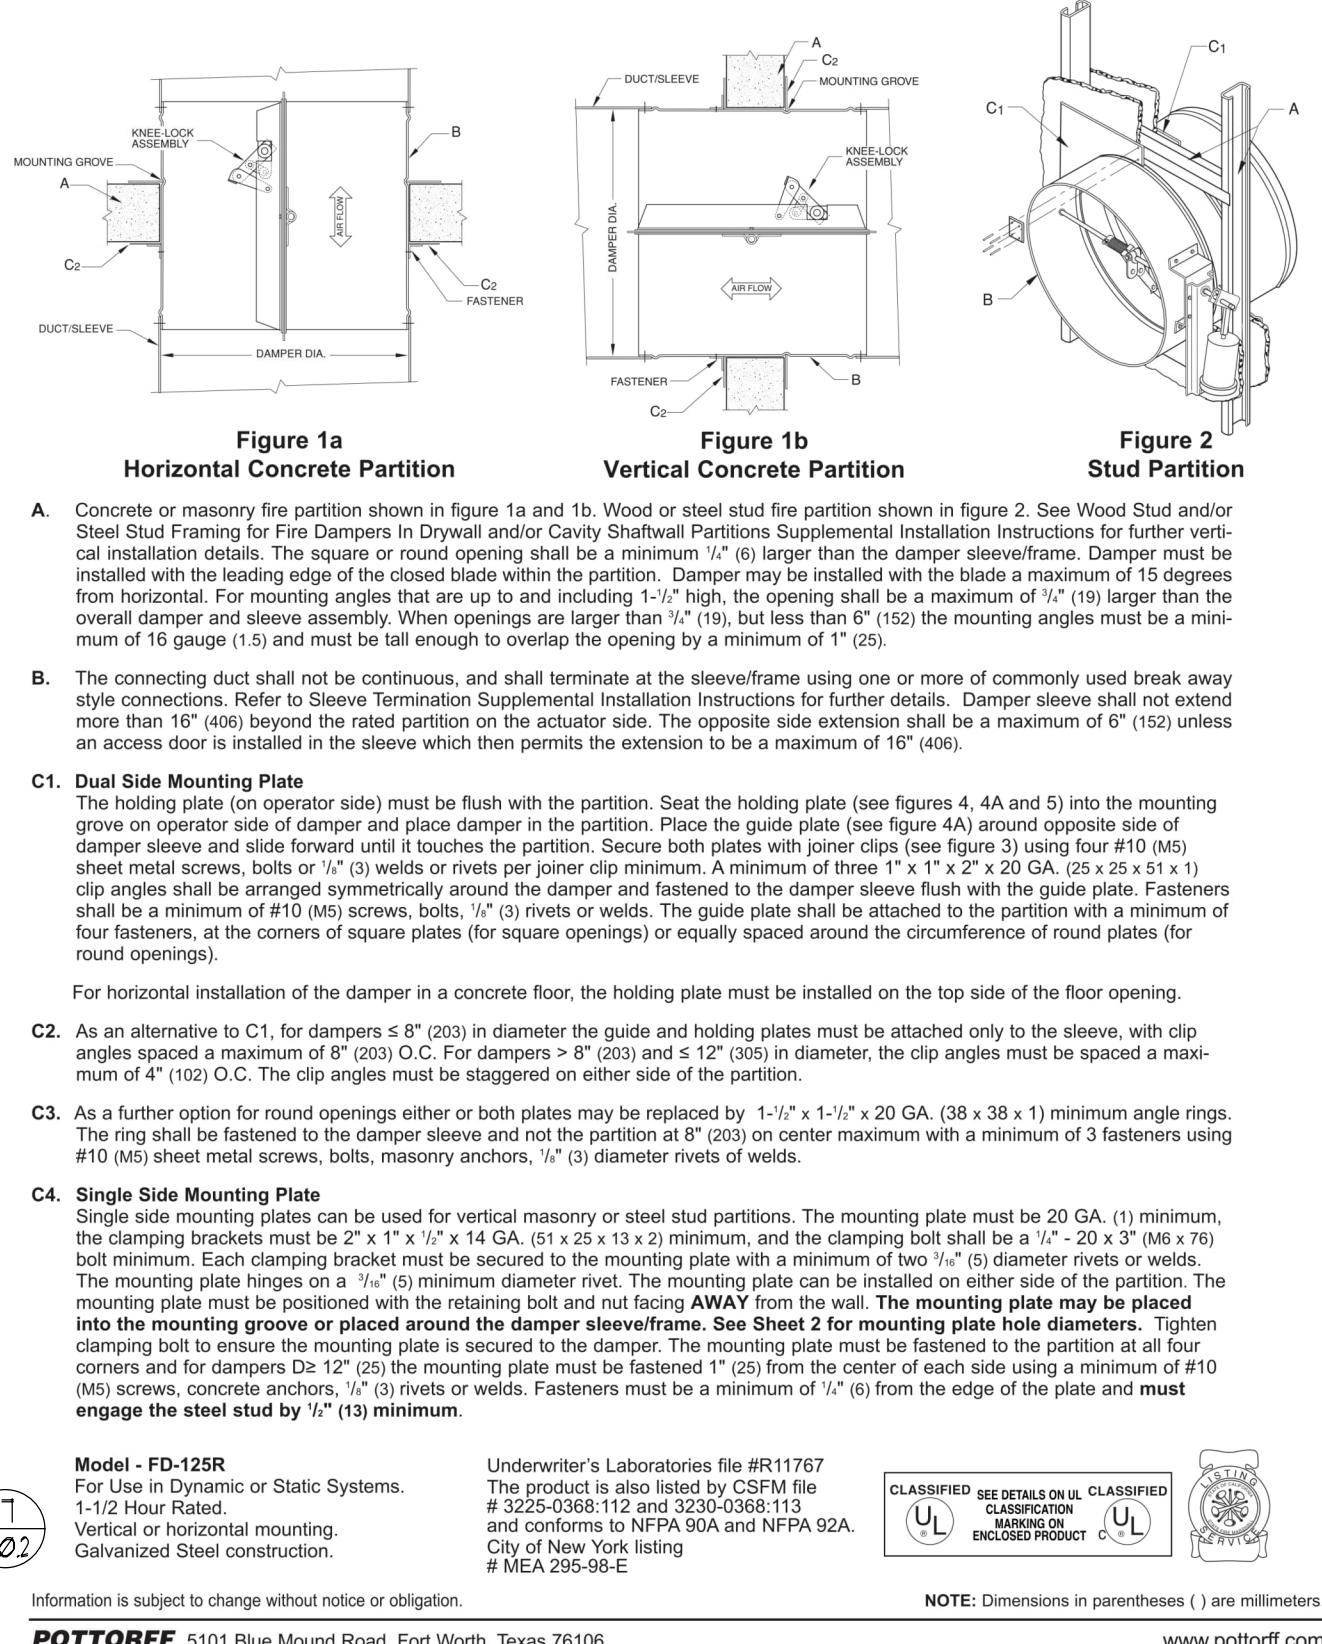 A
C2
DUCT/SLEEVE
MOUNTING GROVE
KNEE-LOCK
ASSEMBLY
MOUNTING GROVE
A
B
AIR FLOW
C2
C2
FASTENER
DUCT/SLEEVE
DAMPER DIA.
KNEE-LOCK
ASSEMBLY
DAMPER DIA.
AIR FLOW
FASTENER
B
C2
C1
C1
A
B
Figure 1a
Horizontal Concrete Partition
Figure 1b
Vertical Concrete Partition
Figure 2
Stud Partition
A. Concrete or masonry fire partition shown in figure 1a and 1b. Wood or steel stud fire partition shown in figure 2. See Wood Stud and/or
Steel Stud Framing for Fire Dampers In Drywall and/or Cavity Shaftwall Partitions Supplemental Installation Instructions for further verti-
cal installation details. The square or round opening shall be a minimum 1/4" (6) larger than the damper sleeve/frame. Damper must be
installed with the leading edge of the closed blade within the partition. Damper may be installed with the blade a maximum of 15 degrees
from horizontal. For mounting angles that are up to and including 1-1/2" high, the opening shall be a maximum of 3/4" (19) larger than the
overall damper and sleeve assembly. When openings are larger than 3/4" (19), but less than 6" (152) the mounting angles must be a mini-
mum of 16 gauge (1.5) and must be tall enough to overlap the opening by a minimum of 1" (25).
B. The connecting duct shall not be continuous, and shall terminate at the sleeve/frame using one or more of commonly used break away
style connections. Refer to Sleeve Termination Supplemental Installation Instructions for further details. Damper sleeve shall not extend
more than 16" (406) beyond the rated partition on the actuator side. The opposite side extension shall be a maximum of 6" (152) unless
an access door is installed in the sleeve which then permits the extension to be a maximum of 16" (406).
C1. Dual Side Mounting Plate
The holding plate (on operator side) must be flush with the partition. Seat the holding plate (see figures 4, 4A and 5) into the mounting
grove on operator side of damper and place damper in the partition. Place the guide plate (see figure 4A) around opposite side of
damper sleeve and slide forward until it touches the partition. Secure both plates with joiner clips (see figure 3) using four #10 (M5)
sheet metal screws, bolts or 1/8" (3) welds or rivets per joiner clip minimum. A minimum of three 1" x 1" x 2" x 20 GA. (25 x 25 x 51 x 1)
clip angles shall be arranged symmetrically around the damper and fastened to the damper sleeve flush with the guide plate. Fasteners
shall be a minimum of #10 (M5) screws, bolts, 1/8" (3) rivets or welds. The guide plate shall be attached to the partition with a minimum of
four fasteners, at the corners of square plates (for square openings) or equally spaced around the circumference of round plates (for
round openings).
For horizontal installation of the damper in a concrete floor, the holding plate must be installed on the top side of the floor opening.
C2. As an alternative to C1, for dampers ≤ 8" (203) in diameter the guide and holding plates must be attached only to the sleeve, with clip
angles spaced a maximum of 8" (203) O.C. For dampers > 8" (203) and ≤ 12" (305) in diameter, the clip angles must be spaced a maxi-
mum of 4" (102) O.C. The clip angles must be staggered on either side of the partition.
C3. As a further option for round openings either or both plates may be replaced by 1-1/2" x 1-1/2" x 20 GA. (38 x 38 x 1) minimum angle rings.
The ring shall be fastened to the damper sleeve and not the partition at 8" (203) on center maximum with a minimum of 3 fasteners using
#10 (M5) sheet metal screws, bolts, masonry anchors, 1/8" (3) diameter rivets of welds.
C4. Single Side Mounting Plate
Single side mounting plates can be used for vertical masonry or steel stud partitions. The mounting plate must be 20 GA. (1) minimum,
the clamping brackets must be 2" x 1" x 1/2" x 14 GA. (51 x 25 x 13 x 2) minimum, and the clamping bolt shall be a 1/4" - 20 x 3" (M6 x 76)
bolt minimum. Each clamping bracket must be secured to the mounting plate with a minimum of two 3/16" (5) diameter rivets or welds.
The mounting plate hinges on a 3/16" (5) minimum diameter rivet. The mounting plate can be installed on either side of the partition. The
mounting plate must be positioned with the retaining bolt and nut facing AWAY from the wall. The mounting plate may be placed
into the mounting groove or placed around the damper sleeve/frame. See Sheet 2 for mounting plate hole diameters. Tighten
clamping bolt to ensure the mounting plate is secured to the damper. The mounting plate must be fastened to the partition at all four
corners and for dampers D≥ 12" (25) the mounting plate must be fastened 1" (25) from the center of each side using a minimum of #10
(M5) screws, concrete anchors, 1/8" (3) rivets or welds. Fasteners must be a minimum of 1/4" (6) from the edge of the plate and must
engage the steel stud by 1/2" (13) minimum.
Model - FD-125R
For Use in Dynamic or Static Systems.
1-1/2 Hour Rated.
Vertical or horizontal mounting.
Galvanized Steel construction.
Underwriter's Laboratories file #R11767
The product is also listed by CSFM file
# 3225-0368:112 and 3230-0368:113
and conforms to NFPA 90A and NFPA 92A.
City of New York listing
# MEA 295-98-E
CLASSIFIED
UL
®
SEE DETAILS ON UL
CLASSIFICATION
MARKING ON
ENCLOSED PRODUCT
CLASSIFIED
C UL
®
LISTING
STATE OF CALIFORNIA
SERVICE
Information is subject to change without notice or obligation.
NOTE: Dimensions in parentheses ( ) are millimeters
POTTORFF 5101 Blue Mound Road, Fort Worth, Texas 76106
www.pottorff.com